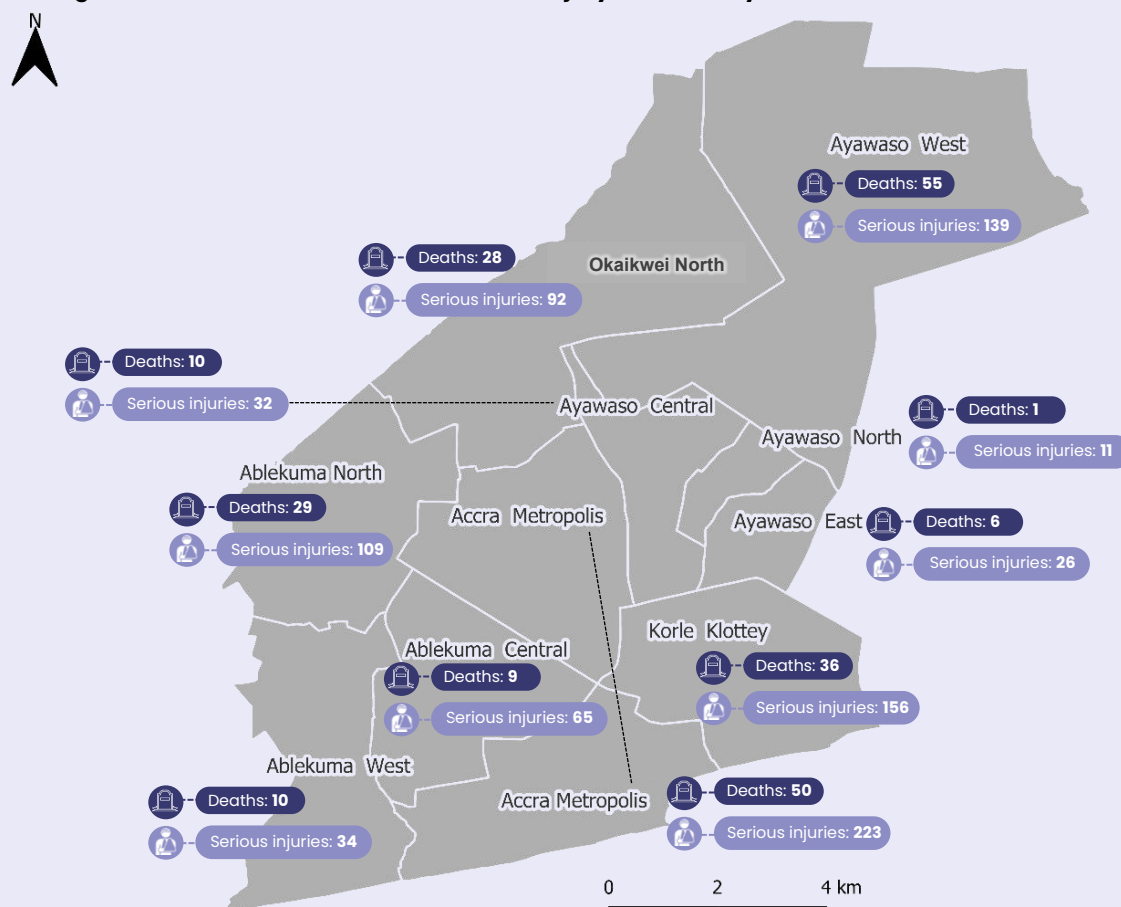 N
Ayawaso West
Deaths: 55
Serious injuries: 139
Deaths: 28
Okaikwei North
Serious injuries: 92
Deaths: 10
Serious injuries: 32
Ayawaso Central
Deaths: 1
Ayawaso North
Serious injuries: 11
Ablekuma North
Deaths: 29
Accra Metropolis
Serious injuries: 109
Ayawaso East
Deaths: 6
Serious injuries: 26
Korle Klottey
Deaths: 36
Serious injuries: 156
Ablekuma Central
Deaths: 9
Serious injuries: 65
Ablekuma West
Deaths: 10
Serious injuries: 34
Accra Metropolis
Deaths: 50
Serious injuries: 223
0 2 4 km